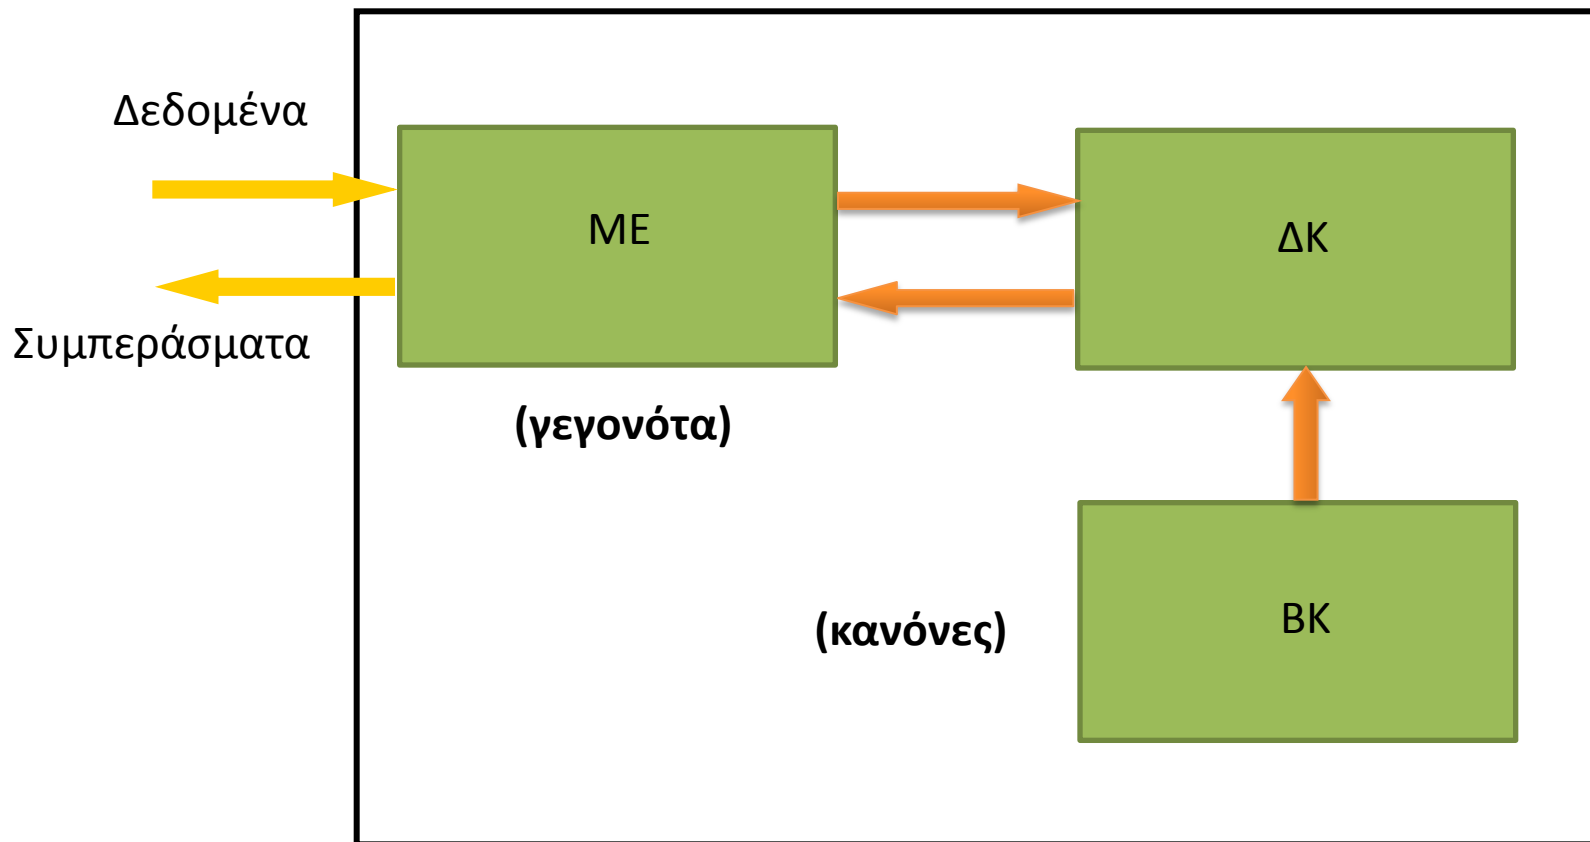 Δεδομένα
ΜΕ
ΔΚ
Συμπεράσματα
(γεγονότα)
(κανόνες)
ΒΚ